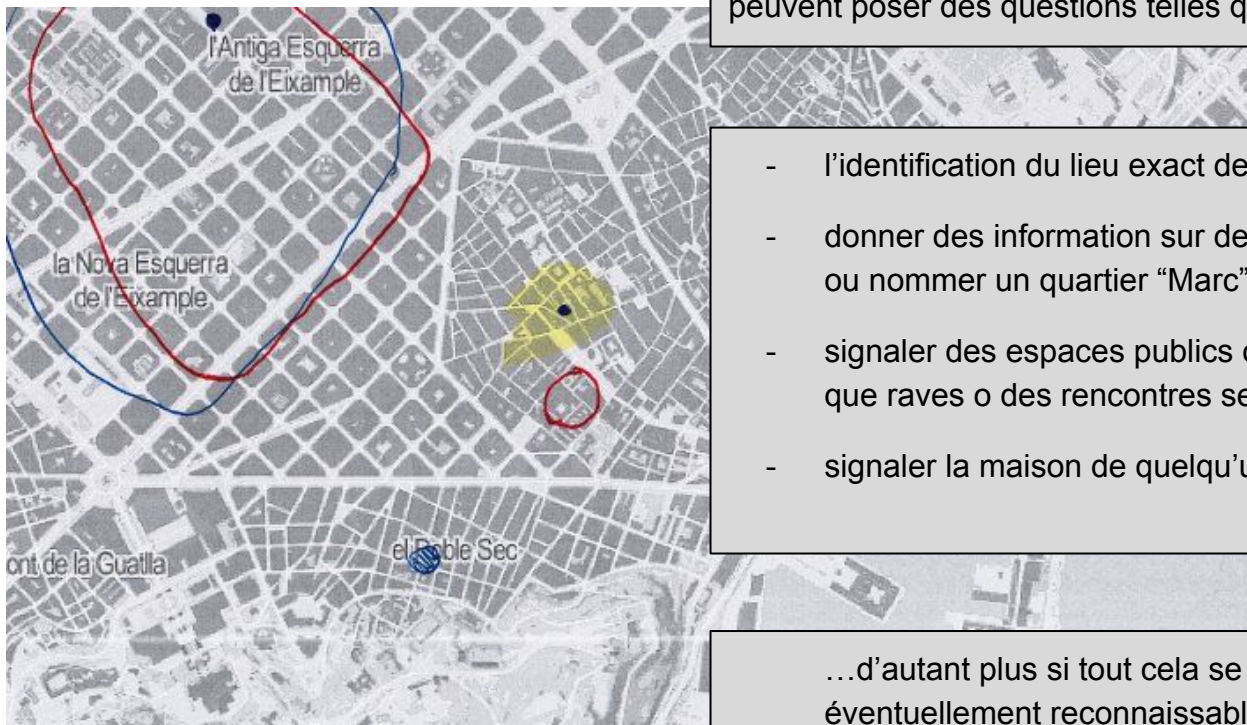 peuvent poser des questions telles q
l'Antiga Esquerra
de l'Eixample
- l'identification du lieu exact de
- donner des information sur de
ou nommer un quartier “Marc”
la Nova Esquerra
de l'Eixample
- signaler des espaces publics
que raves o des rencontres se
- signaler la maison de quelqu'u
el Poble Sec
ont de la Guatlla
…d'autant plus si tout cela se
éventuellement reconnaissabl